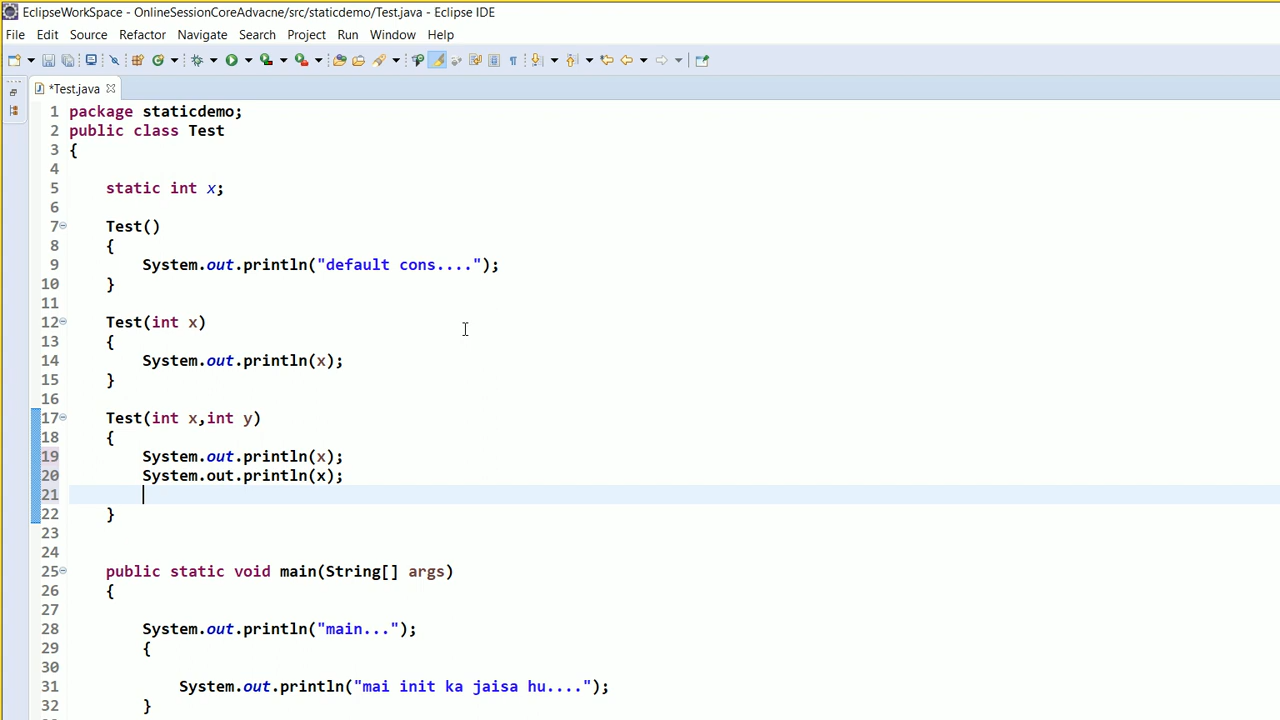 EclipseWorkSpace - OnlineSessionCoreAdvacne/src/staticdemo/Test.java - Eclipse IDE
File Edit Source Refactor Navigate Search Project Run Window Help
*Test.java
1 package staticdemo;
2 public class Test
3 {
4
5 static int x;
6
7 Test()
8 {
9 System.out.println("default cons....");
10 }
11
12 Test(int x)
13 {
14 System.out.println(x);
15 }
16
17 Test(int x,int y)
18 {
19 System.out.println(x);
20 System.out.println(x);
21
22 }
23
24
25 public static void main(String[] args)
26 {
27
28 System.out.println("main...");
29 {
30
31 System.out.println("mai init ka jaisa hu....");
32 }